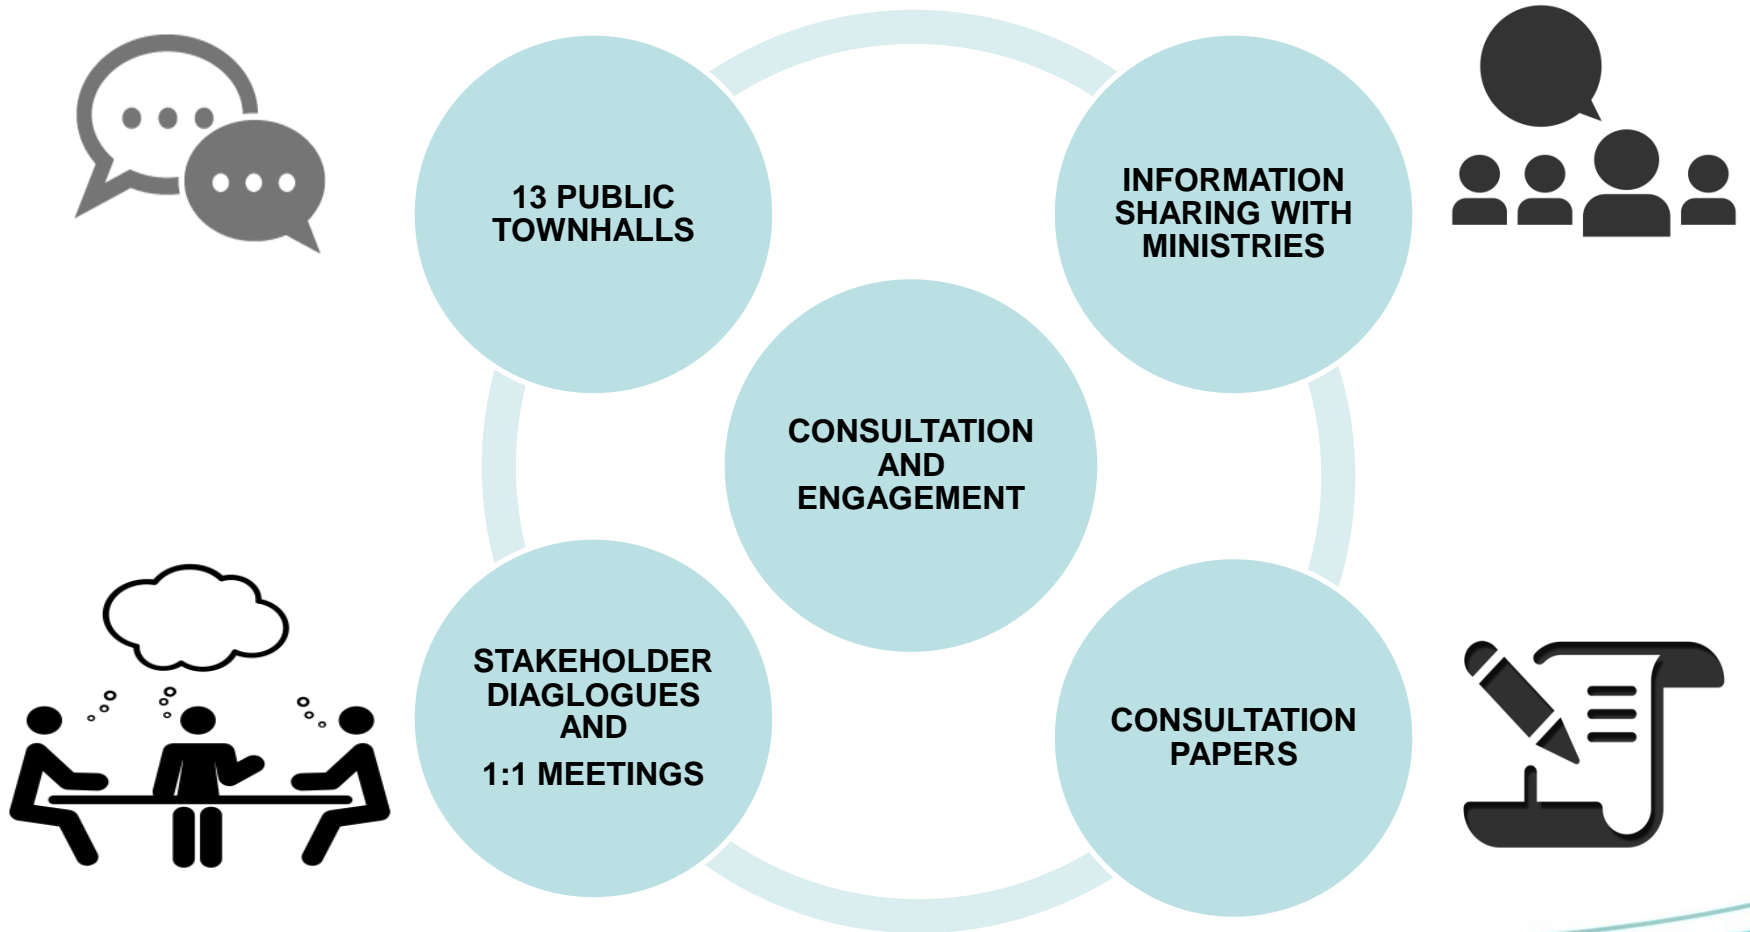 13 PUBLIC
TOWNHALLS
INFORMATION
SHARING WITH
MINISTRIES
CONSULTATION
AND
ENGAGEMENT
STAKEHOLDER
DIAGLOGUES
AND
1:1 MEETINGS
CONSULTATION
PAPERS